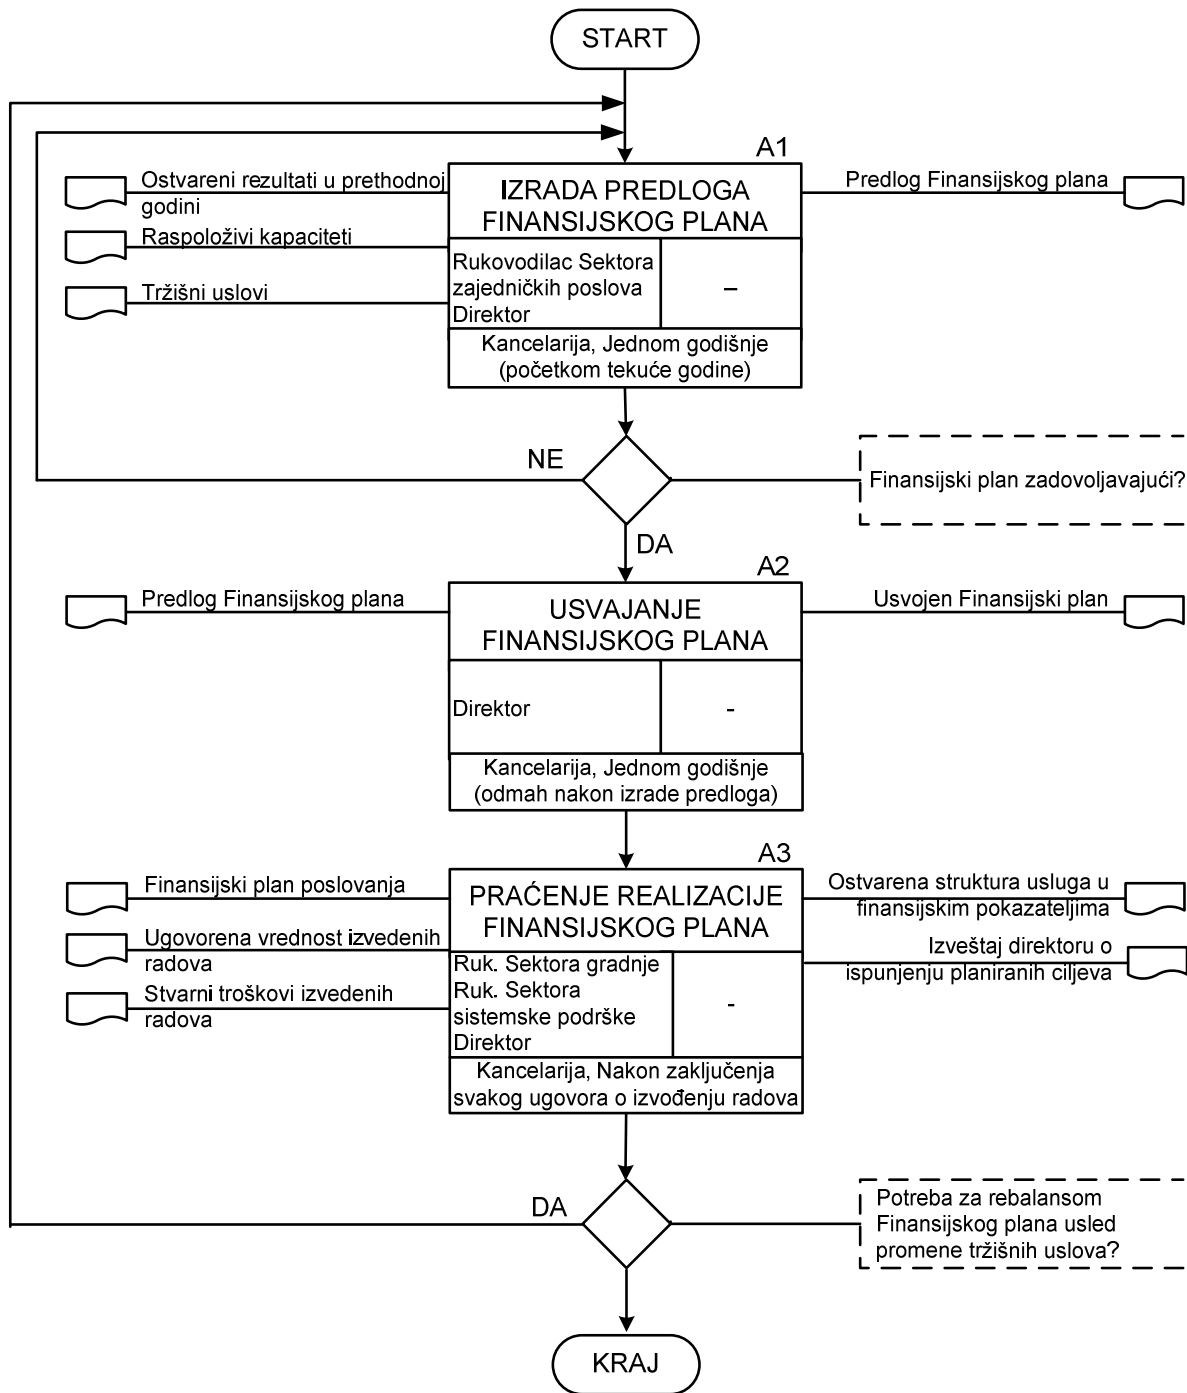 START
A1
Ostvareni rezultati u prethodnoj
godini
Raspoloživi kapaciteti
Tržišni uslovi
IZRADA PREDLOGA
FINANSIJSKOG PLANA
Rukovodilac Sektora
zajedničkih poslova
Direktor
–
Kancelarija, Jednom godišnje
(početkom tekuće godine)
Predlog Finansijskog plana
NE
Finansijski plan zadovoljavajući?
DA
A2
Predlog Finansijskog plana
USVAJANJE
FINANSIJSKOG PLANA
Direktor
-
Kancelarija, Jednom godišnje
(odmah nakon izrade predloga)
Usvojen Finansijski plan
A3
Finansijski plan poslovanja
Ugovorena vrednost izvedenih
radova
Stvarni troškovi izvedenih
radova
PRAĆENJE REALIZACIJE
FINANSIJSKOG PLANA
Ruk. Sektora gradnje
Ruk. Sektora
sistemske podrške
Direktor
-
Kancelarija, Nakon zaključenja
svakog ugovora o izvođenju radova
Ostvarena struktura usluga u
finansijskim pokazateljima
Izveštaj direktoru o
ispunjenju planiranih ciljeva
DA
Potreba za rebalansom
Finansijskog plana usled
promene tržišnih uslova?
KRAJ